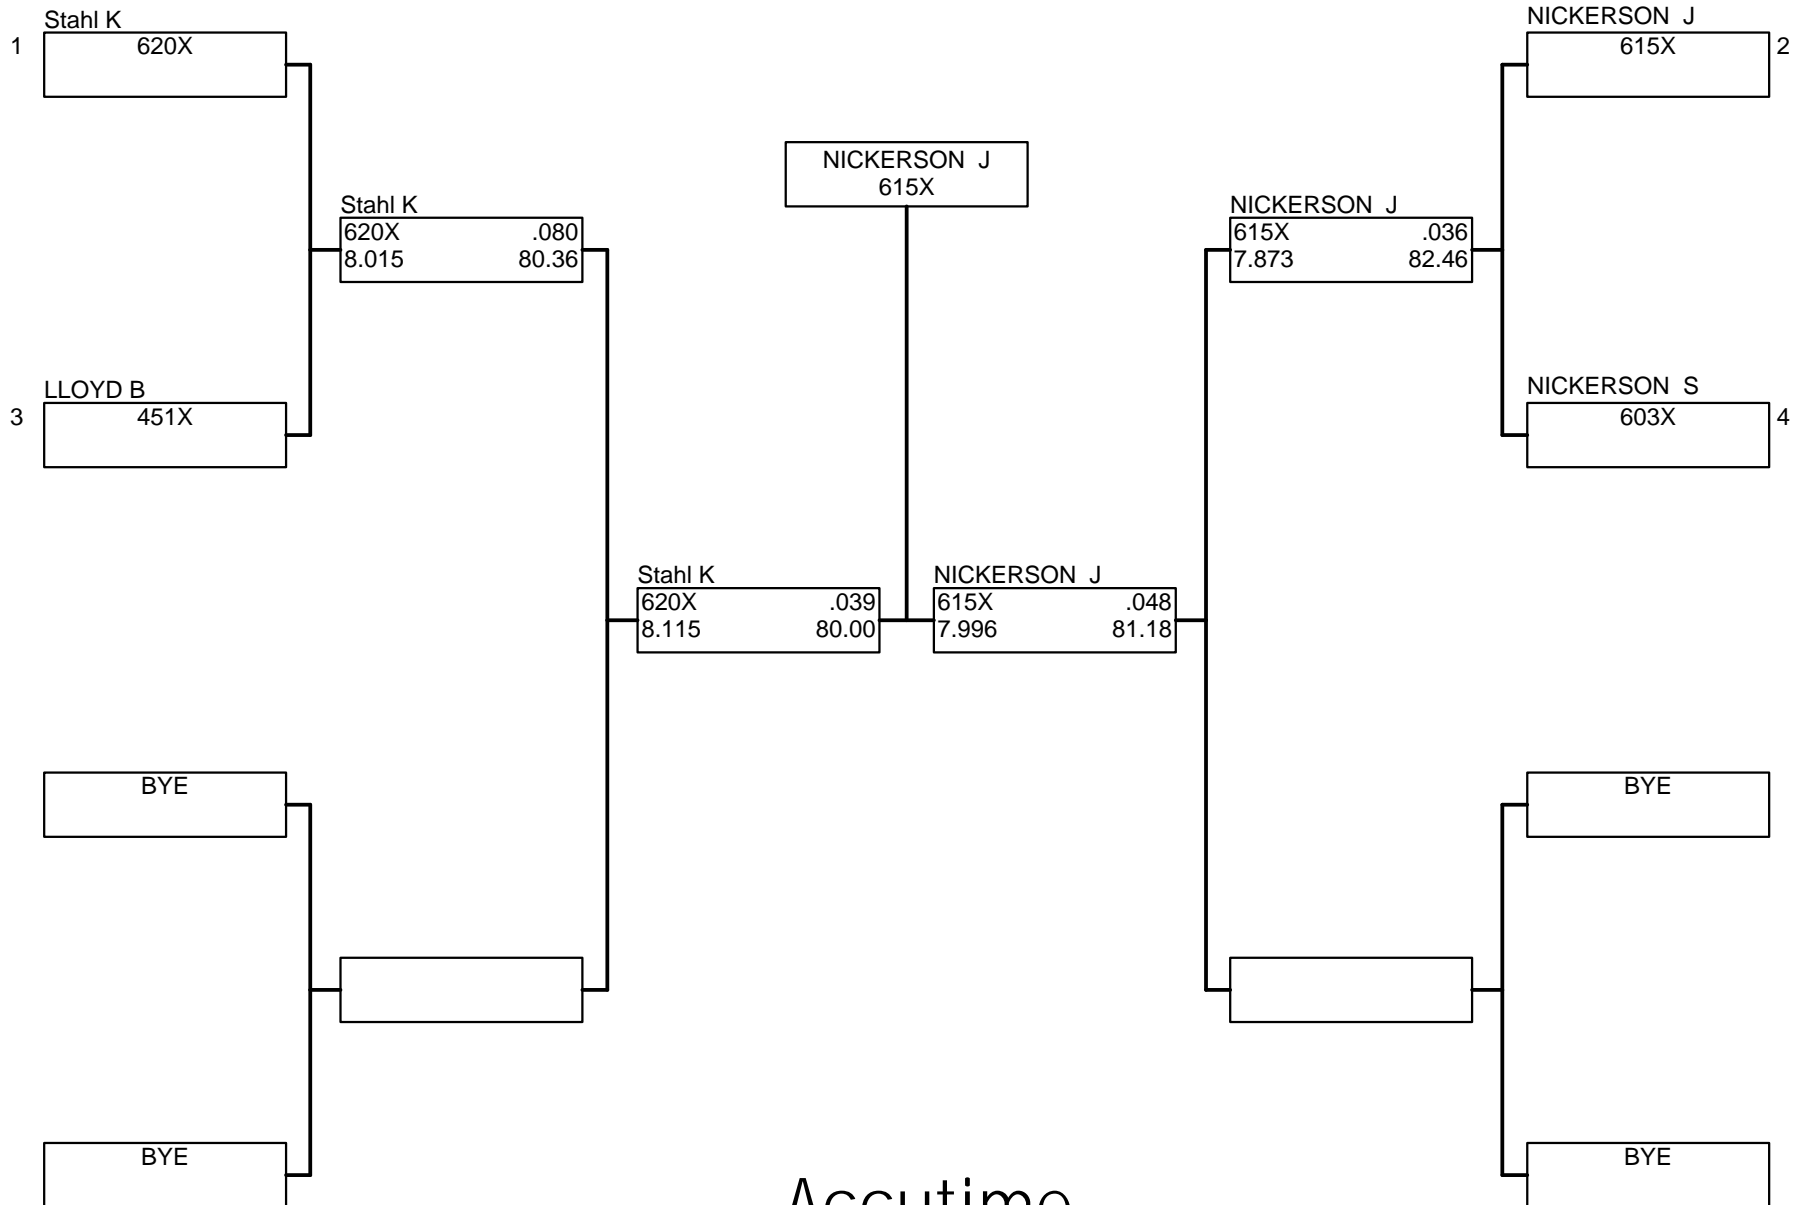 Stahl K
1 620X
NICKERSON J
615X 2
NICKERSON J
615X
Stahl K
620X .080
8.015 80.36
NICKERSON J
615X .036
7.873 82.46
LLOYD B
3 451X
NICKERSON S
603X 4
Stahl K
620X .039
8.115 80.00
NICKERSON J
615X .048
7.996 81.18
BYE
BYE
BYE
BYE
Accutime